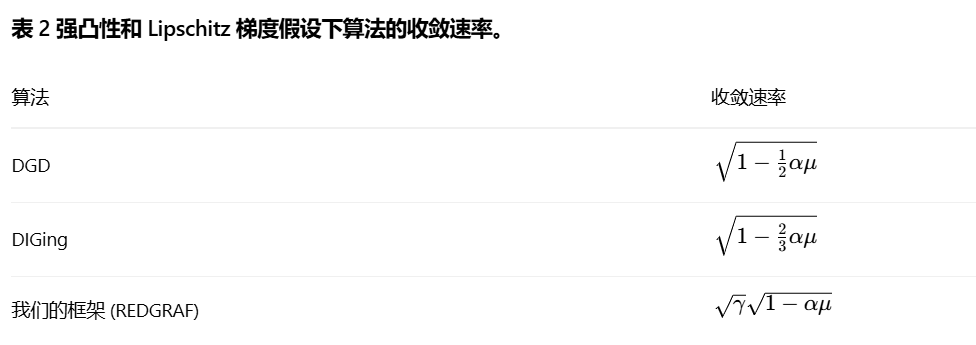 表 2 强凸性和 Lipschitz 梯度假设下算法的收敛速率。
算法 收敛速率
DGD $\sqrt{1 - \frac{1}{2}\alpha\mu}$
DIGing $\sqrt{1 - \frac{2}{3}\alpha\mu}$
我们的框架 (REDGRAF) $\sqrt{\gamma}\sqrt{1 - \alpha\mu}$